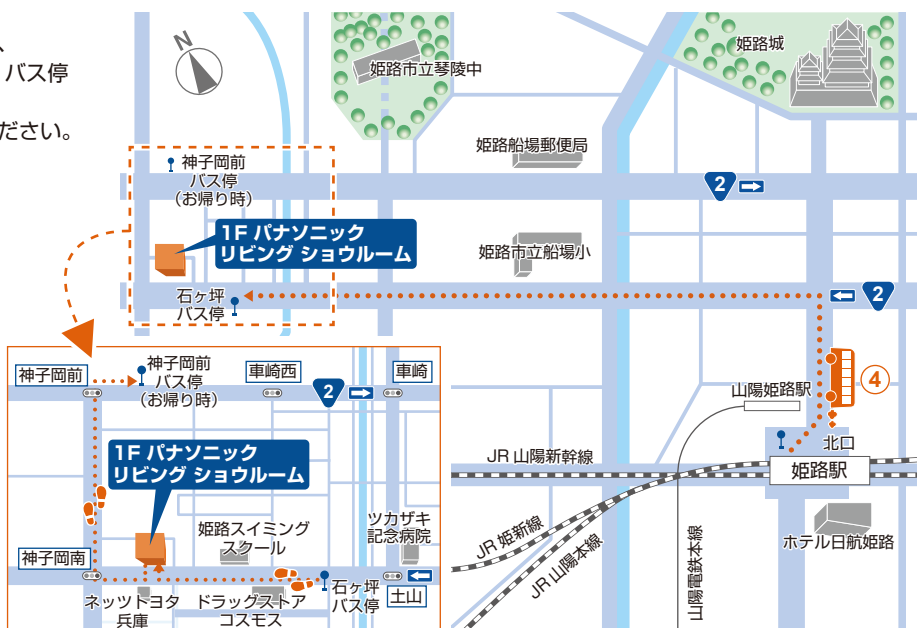 、
バス停
ださい。
N
姫路市立琴陵中
姫路城
姫路船場郵便局
神子岡前
バス停
(お帰り時)
2
1F パナソニック
リビング ショウルーム
姫路市立船場小
石ヶ坪
バス停
2
神子岡前
神子岡前
バス停
(お帰り時)
車崎西
2
車崎
山陽姫路駅
④
北口
1F パナソニック
リビング ショウルーム
JR 山陽新幹線
姫路駅
姫路スイミング
スクール
ツカザキ
記念病院
JR 姫新線
JR 山陽本線
山陽電鉄本線
ホテル日航姫路
神子岡南
ネッツトヨタ
兵庫
ドラッグストア
コスモス
石ヶ坪
バス停
土山